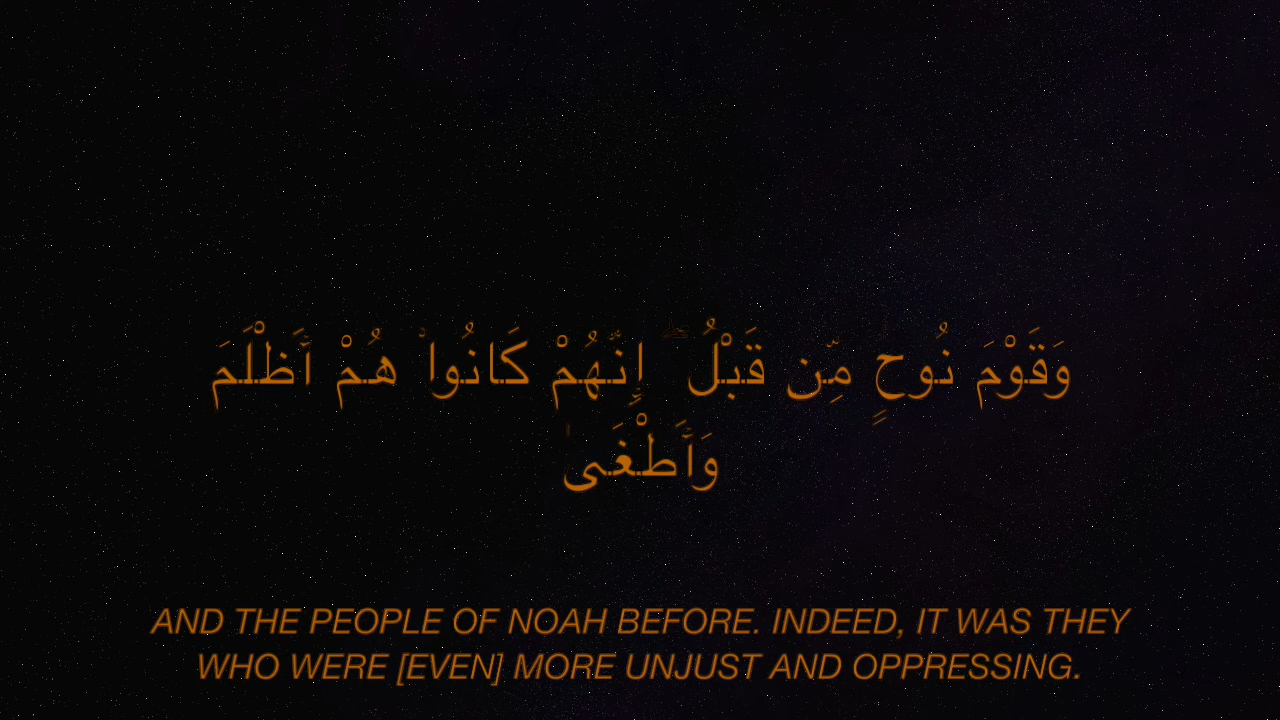 وَقَوْمَ نُوحٍ مِّن قَبْلُ ۖ إِنَّهُمْ كَانُوا۟ هُمْ أَظْلَمَ
وَأَطْغَىٰ
AND THE PEOPLE OF NOAH BEFORE. INDEED, IT WAS THEY
WHO WERE [EVEN] MORE UNJUST AND OPPRESSING.